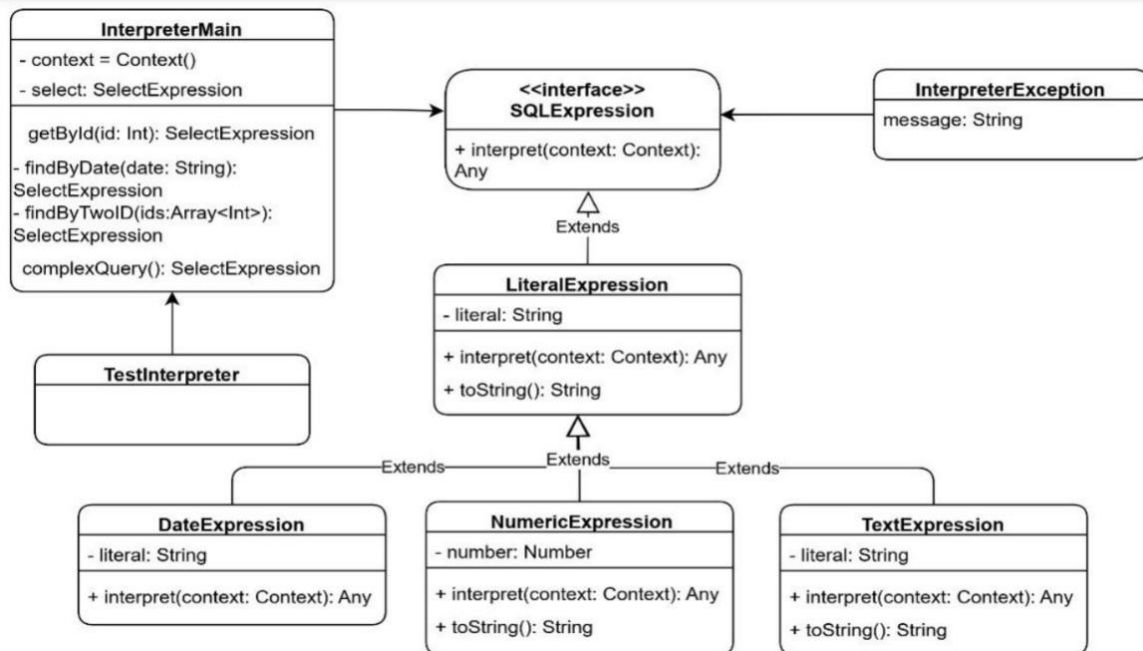 InterpreterMain
- context = Context()
- select: SelectExpression
getById(id: Int): SelectExpression
- findByDate(date: String):
SelectExpression
- findByTwoID(ids:Array<Int>):
SelectExpression
complexQuery(): SelectExpression
<<interface>>
SQLExpression
+ interpret(context: Context):
Any
InterpreterException
message: String
Extends
LiteralExpression
- literal: String
+ interpret(context: Context): Any
+ toString(): String
TestInterpreter
Extends
Extends
Extends
DateExpression
- literal: String
+ interpret(context: Context): Any
NumericExpression
- number: Number
+ interpret(context: Context): Any
+ toString(): String
TextExpression
- literal: String
+ interpret(context: Context): Any
+ toString(): String